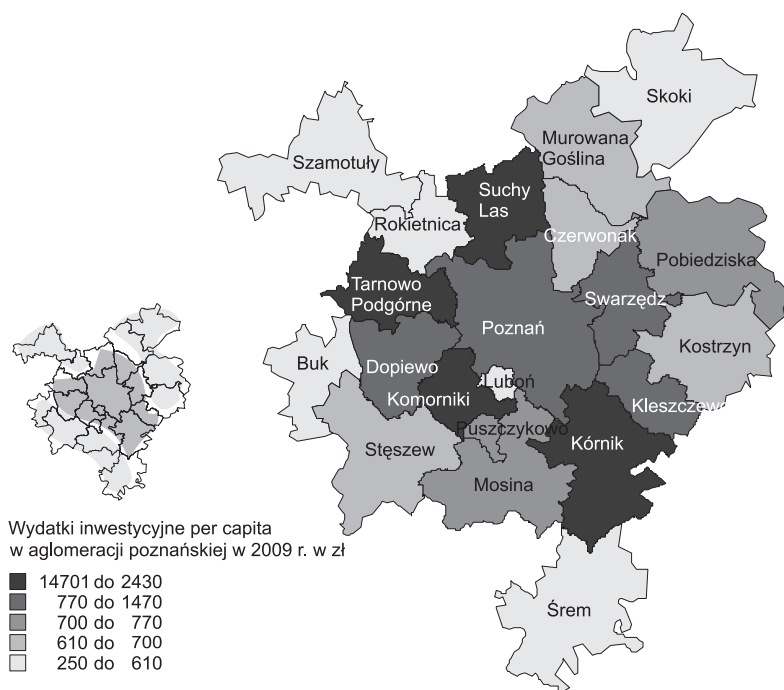 Skoki
Murowana
Goślina
Szamotuły
Suchy
Las
Rokietnica
Czerwonak
Pobiedziska
Tarnowo
Podgórne
Swarzędz
Poznań
Kostrzyn
Buk
Dopiewo
Luboń
Komorniki
Kleszczewo
Puszczykowo
Kórnik
Stęszew
Mosina
Śrem
Wydatki inwestycyjne per capita
w aglomeracji poznańskiej w 2009 r. w zł
14701 do 2430
770 do 1470
700 do 770
610 do 700
250 do 610